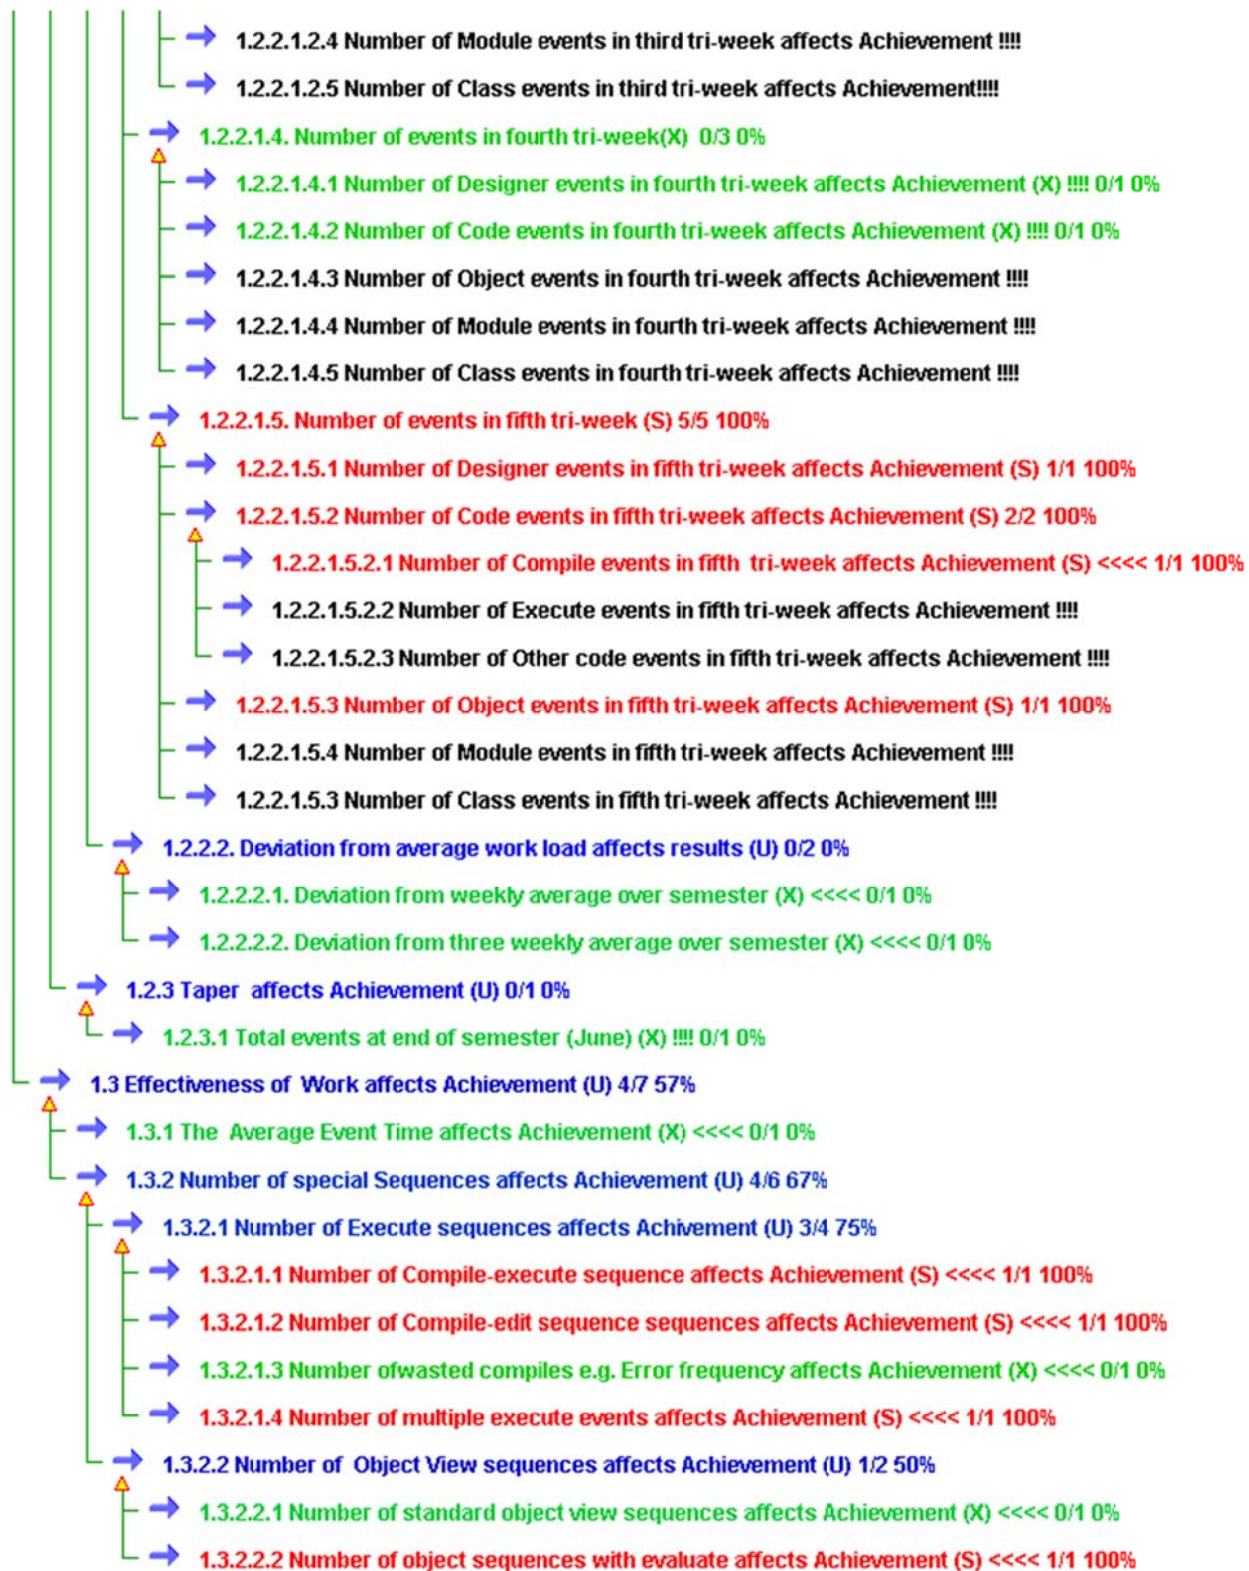 1.2.2.1.2.4 Number of Module events in third tri-week affects Achievement !!!!
1.2.2.1.2.5 Number of Class events in third tri-week affects Achievement!!!!
1.2.2.1.4. Number of events in fourth tri-week(X) 0/3 0%
1.2.2.1.4.1 Number of Designer events in fourth tri-week affects Achievement (X) !!!! 0/1 0%
1.2.2.1.4.2 Number of Code events in fourth tri-week affects Achievement (X) !!!! 0/1 0%
1.2.2.1.4.3 Number of Object events in fourth tri-week affects Achievement !!!!
1.2.2.1.4.4 Number of Module events in fourth tri-week affects Achievement !!!!
1.2.2.1.4.5 Number of Class events in fourth tri-week affects Achievement !!!!
1.2.2.1.5. Number of events in fifth tri-week (S) 5/5 100%
1.2.2.1.5.1 Number of Designer events in fifth tri-week affects Achievement (S) 1/1 100%
1.2.2.1.5.2 Number of Code events in fifth tri-week affects Achievement (S) 2/2 100%
1.2.2.1.5.2.1 Number of Compile events in fifth tri-week affects Achievement (S) <<<< 1/1 100%
1.2.2.1.5.2.2 Number of Execute events in fifth tri-week affects Achievement !!!!
1.2.2.1.5.2.3 Number of Other code events in fifth tri-week affects Achievement !!!!
1.2.2.1.5.3 Number of Object events in fifth tri-week affects Achievement (S) 1/1 100%
1.2.2.1.5.4 Number of Module events in fifth tri-week affects Achievement !!!!
1.2.2.1.5.3 Number of Class events in fifth tri-week affects Achievement !!!!
1.2.2.2. Deviation from average work load affects results (U) 0/2 0%
1.2.2.2.1. Deviation from weekly average over semester (X) <<<< 0/1 0%
1.2.2.2.2. Deviation from three weekly average over semester (X) <<<< 0/1 0%
1.2.3 Taper affects Achievement (U) 0/1 0%
1.2.3.1 Total events at end of semester (June) (X) !!!! 0/1 0%
1.3 Effectiveness of Work affects Achievement (U) 4/7 57%
1.3.1 The Average Event Time affects Achievement (X) <<<< 0/1 0%
1.3.2 Number of special Sequences affects Achievement (U) 4/6 67%
1.3.2.1 Number of Execute sequences affects Achivement (U) 3/4 75%
1.3.2.1.1 Number of Compile-execute sequence affects Achievement (S) <<<< 1/1 100%
1.3.2.1.2 Number of Compile-edit sequence sequences affects Achievement (S) <<<< 1/1 100%
1.3.2.1.3 Number ofwasted compiles e.g. Error frequency affects Achievement (X) <<<< 0/1 0%
1.3.2.1.4 Number of multiple execute events affects Achievement (S) <<<< 1/1 100%
1.3.2.2 Number of Object View sequences affects Achievement (U) 1/2 50%
1.3.2.2.1 Number of standard object view sequences affects Achievement (X) <<<< 0/1 0%
1.3.2.2.2 Number of object sequences with evaluate affects Achievement (S) <<<< 1/1 100%